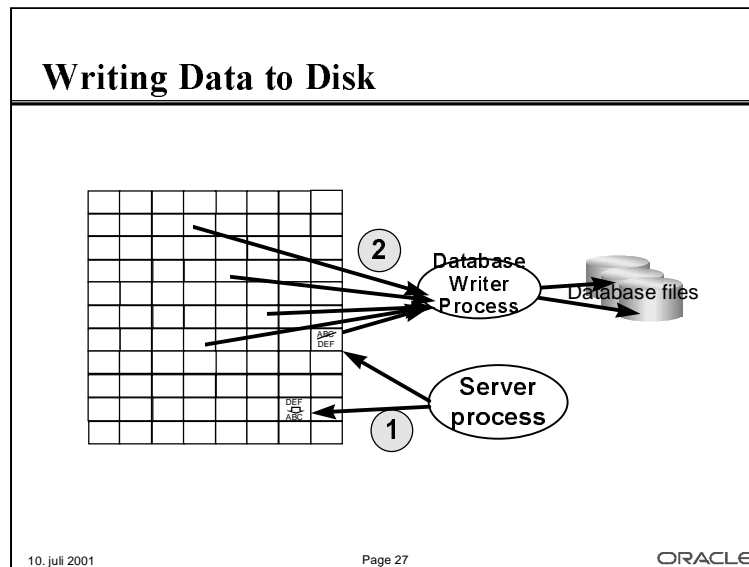 Writing Data to Disk
2
Database
Writer
Process
Database files
ABC
DEF
Server
process
DEF
ABC
1
10. juli 2001
Page 27
ORACLE